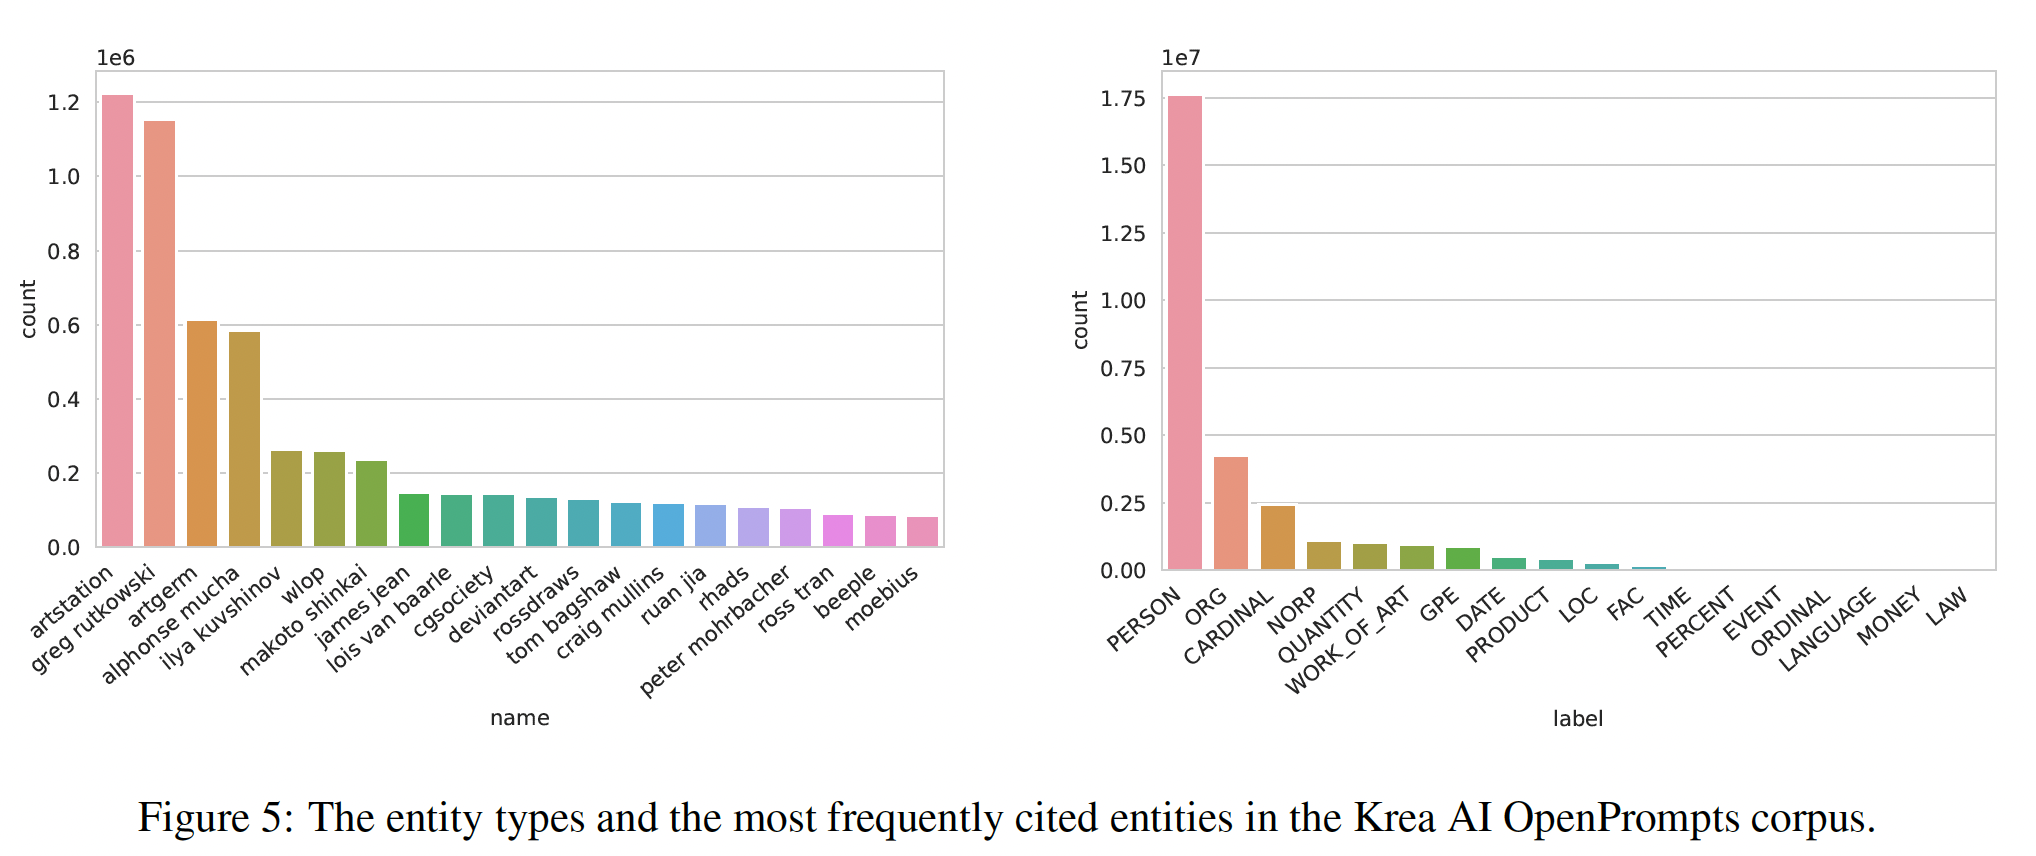 1e6
1.2
1.0
0.8
0.6
0.4
0.2
0.0
count
artstation
greg rutkowski
artgerm
alphonse mucha
ilya kuvshinov
wlop
makoto shinkai
james jean
lois van baarle
cgsociety
deviantart
rossdraws
tom bagshaw
craig mullins
ruan jia
rhads
peter mohrbacher
ross tran
beeple
moebius
name
1e7
1.75
1.50
1.25
1.00
0.75
0.50
0.25
0.00
count
PERSON
ORG
CARDINAL
NORP
QUANTITY
WORK_OF_ART
GPE
DATE
PRODUCT
LOC
FAC
TIME
PERCENT
EVENT
ORDINAL
LANGUAGE
MONEY
LAW
label
Figure 5: The entity types and the most frequently cited entities in the Krea AI OpenPrompts corpus.